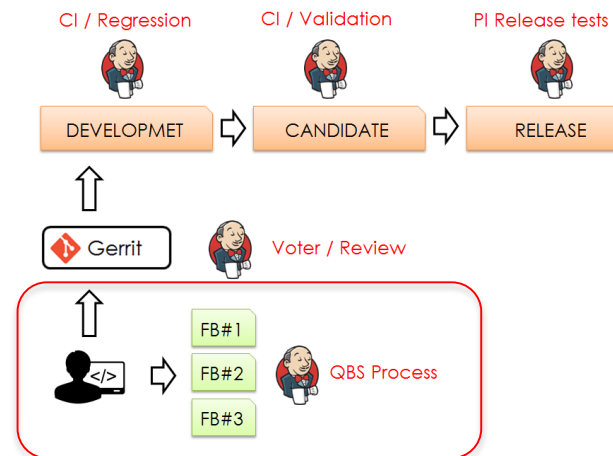 CI / Regression
CI / Validation
PI Release tests
DEVELOPMET
CANDIDATE
RELEASE
Gerrit
Voter / Review
FB#1
</>
FB#2
QBS Process
FB#3